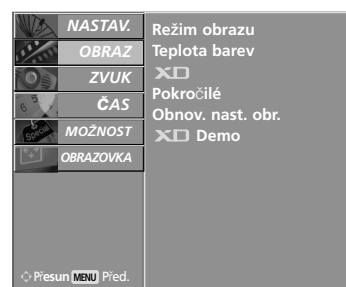 NASTAV.
OBRAZ
ZVUK
ČAS
MOŽNOST
OBRAZOVKA
Přesun MENU Před.
Režim obrazu
Teplota barev
XD
Pokročilé
Obnov. nast. obr.
XD Demo